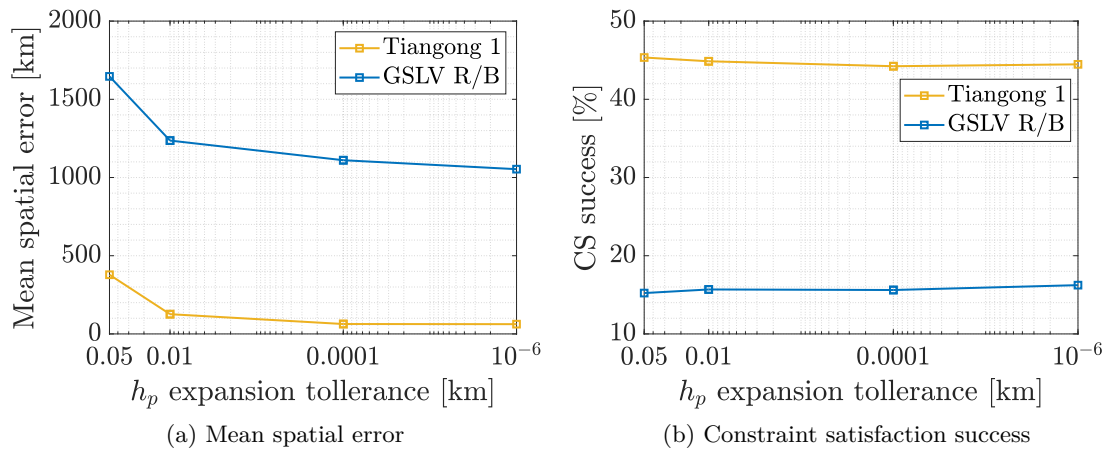 2000
1500
1000
500
0
Mean spatial error [km]
Tiangong 1
GSLV R/B
0.05 0.01 0.0001 10⁻⁶
h_p expansion tollerance [km]
(a) Mean spatial error
50
40
30
20
10
CS success [%]
Tiangong 1
GSLV R/B
0.05 0.01 0.0001 10⁻⁶
h_p expansion tollerance [km]
(b) Constraint satisfaction success